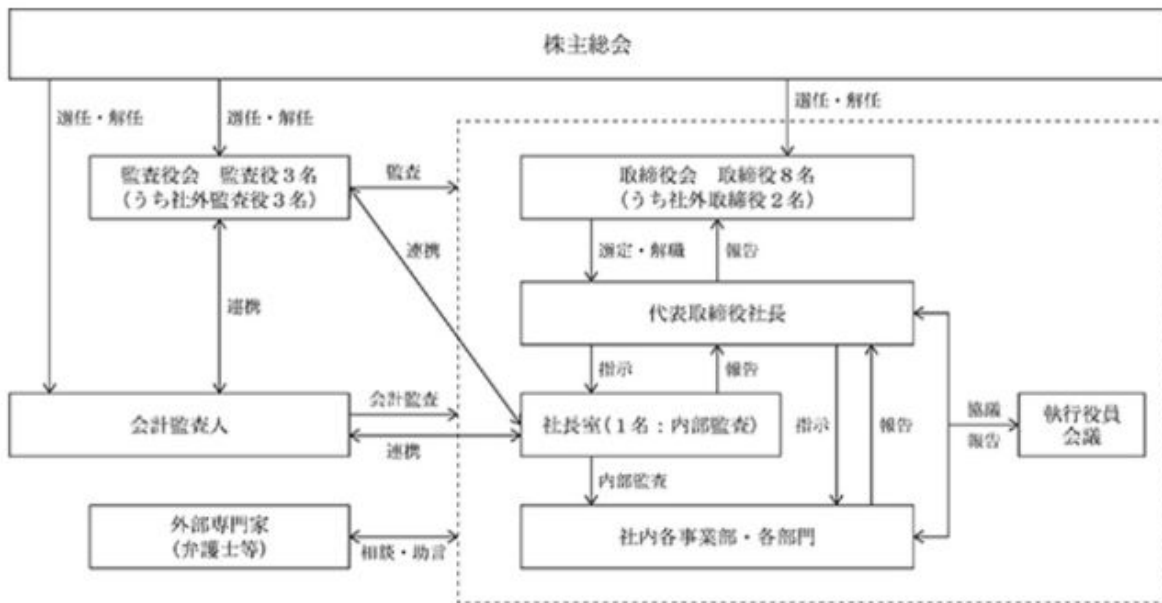 株主総会
選任・解任
選任・解任
選任・解任
監査役会 監査役3名
(うち社外監査役3名)
監査
取締役会 取締役8名
(うち社外取締役2名)
連携
選定・解職
報告
連携
代表取締役社長
指示
報告
会計監査人
会計監査
連携
社長室(1名:内部監査)
指示
報告
協議
報告
執行役員
会議
内部監査
外部専門家
(弁護士等)
相談・助言
社内各事業部・各部門